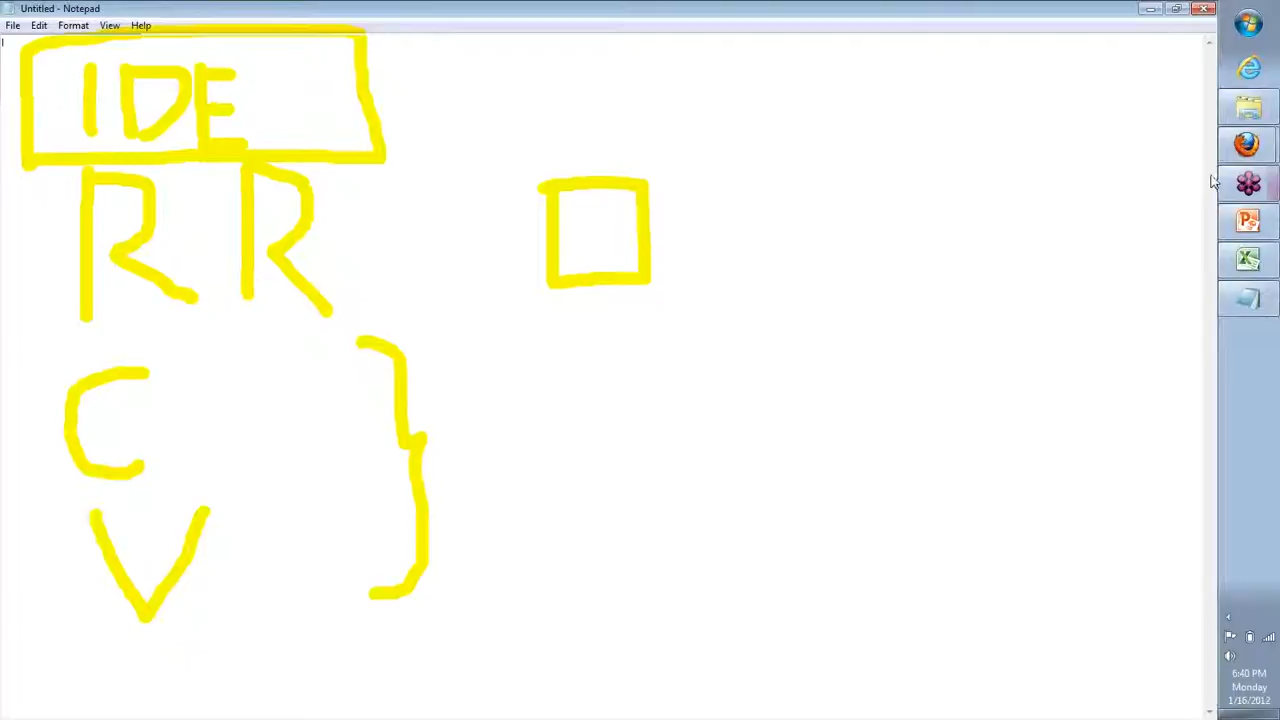 Untitled - Notepad
File Edit Format View Help
IDE
R R
C
V
6:40 PM
Monday
1/16/2012